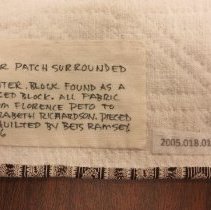 R PATCH SURROUNDED
TER. BLOCK FOUND AS A
CED BLOCK. ALL FABRIC
M FLORENCE PETO TO
ZABETH RICHARDSON. PIECED
QUILTED BY BETS RAMSEY
6
2005.018.01